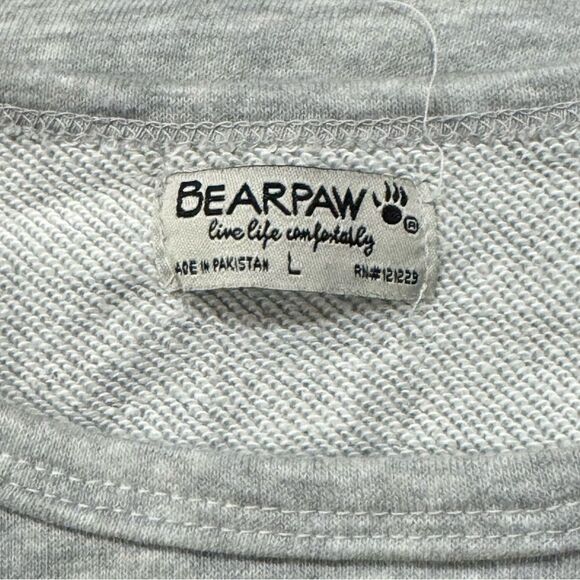 BEARPAW ®
live life comfortably
ADE IN PAKISTAN L RN#121229